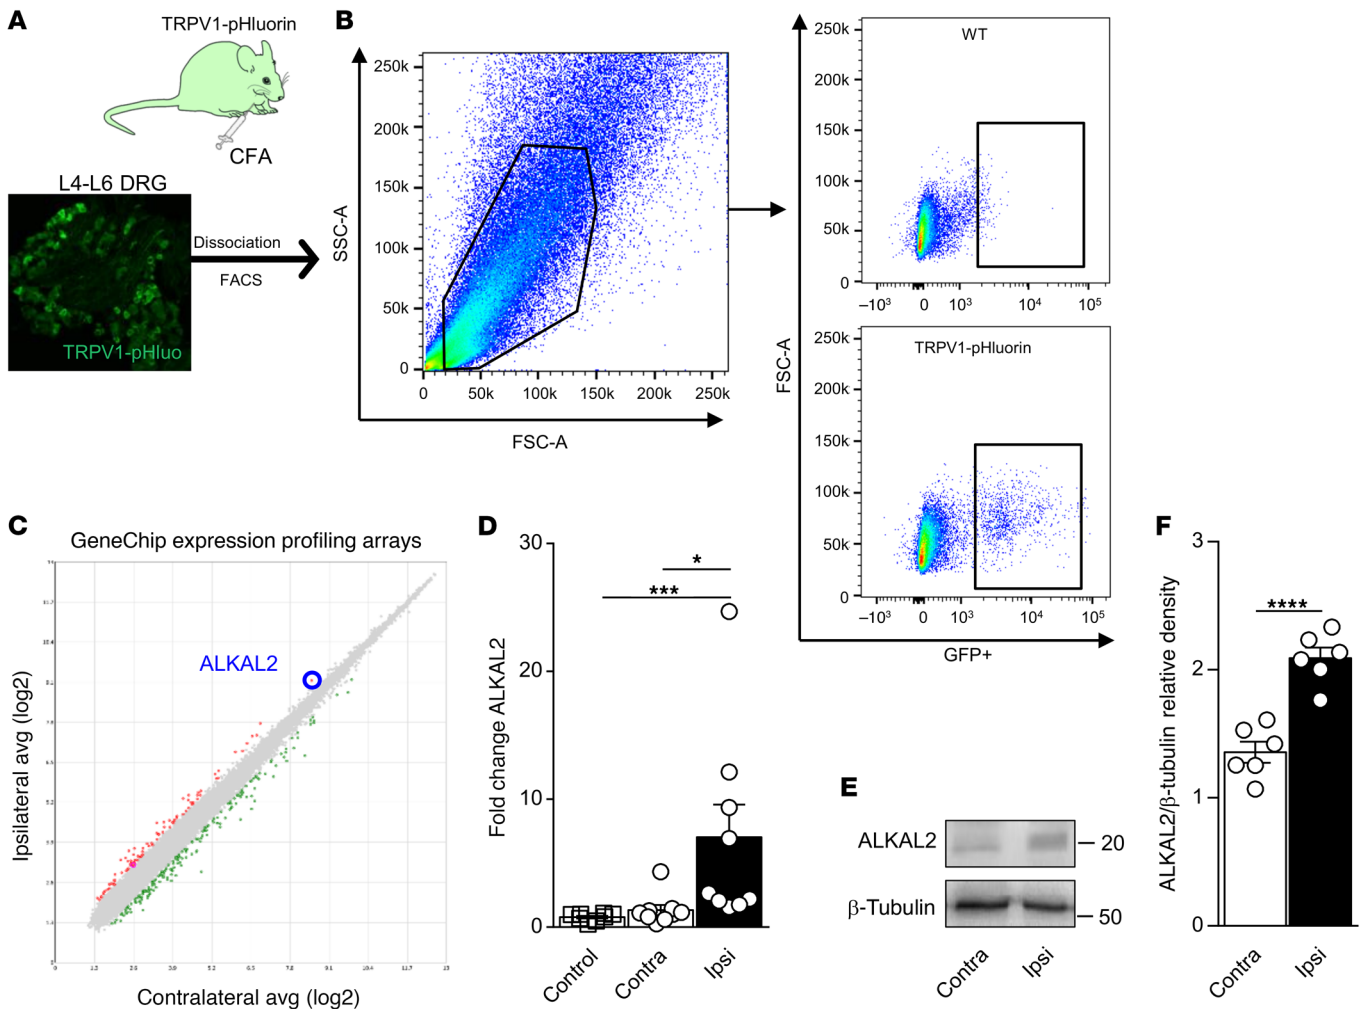 A
TRPV1-pHluorin
CFA
L4-L6 DRG
TRPV1-pHluo
Dissociation
FACS
B
SSC-A
250k
200k
150k
100k
50k
0
0 50k 100k 150k 200k 250k
FSC-A
FSC-A
WT
250k
200k
150k
100k
50k
0
–10³ 0 10³ 10⁴ 10⁵
TRPV1-pHluorin
250k
200k
150k
100k
50k
0
–10³ 0 10³ 10⁴ 10⁵
GFP+
C
GeneChip expression profiling arrays
Ipsilateral avg (log2)
ALKAL2
Contralateral avg (log2)
D
Fold change ALKAL2
30
20
10
0
*
***
Control Contra Ipsi
E
ALKAL2
20
β-Tubulin
50
Contra Ipsi
F
ALKAL2/β-tubulin relative density
3
2
1
0
****
Contra Ipsi